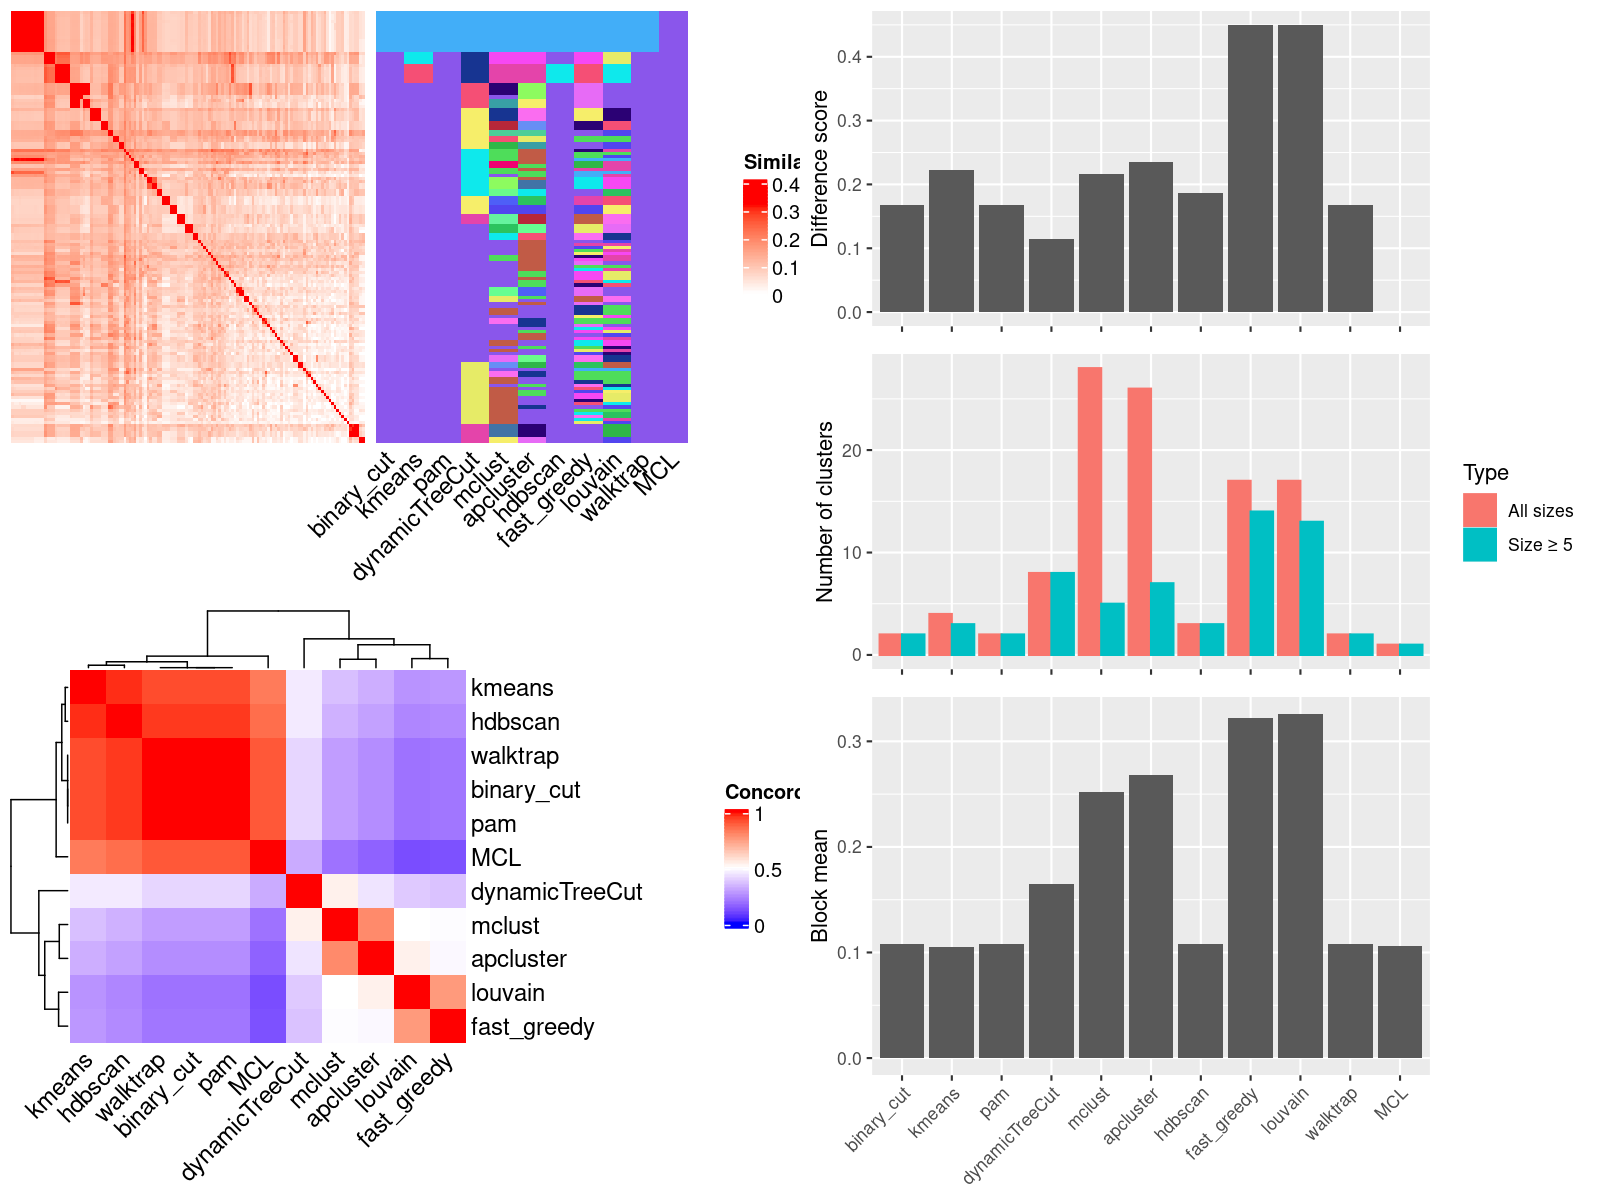 Simila
0.4
0.3
0.2
0.1
0
binary_cut
kmeans
pam
dynamicTreeCut
mclust
apcluster
hdbscan
fast_greedy
louvain
walktrap
MCL
kmeans
hdbscan
walktrap
binary_cut
pam
MCL
dynamicTreeCut
mclust
apcluster
louvain
fast_greedy
Concord
1
0.5
0
kmeans
hdbscan
walktrap
binary_cut
pam
MCL
dynamicTreeCut
mclust
apcluster
louvain
fast_greedy
Difference score
0.4
0.3
0.2
0.1
0.0
Number of clusters
20
10
0
Type
All sizes
Size ≥ 5
Block mean
0.3
0.2
0.1
0.0
binary_cut
kmeans
pam
dynamicTreeCut
mclust
apcluster
hdbscan
fast_greedy
louvain
walktrap
MCL